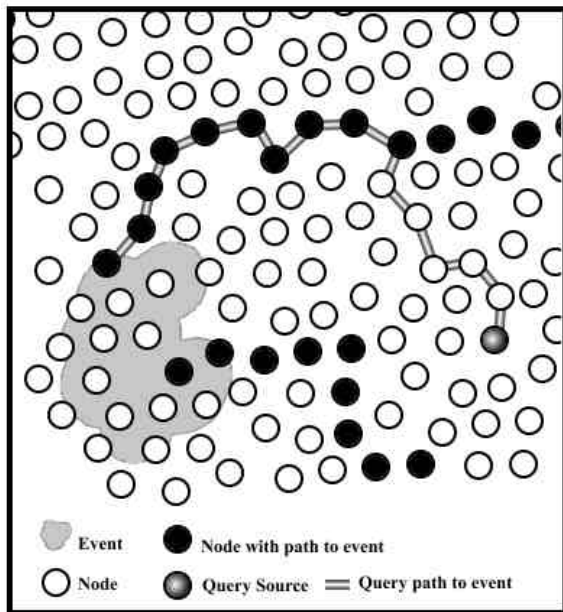 Event
Node with path to event
Node
Query Source
Query path to event